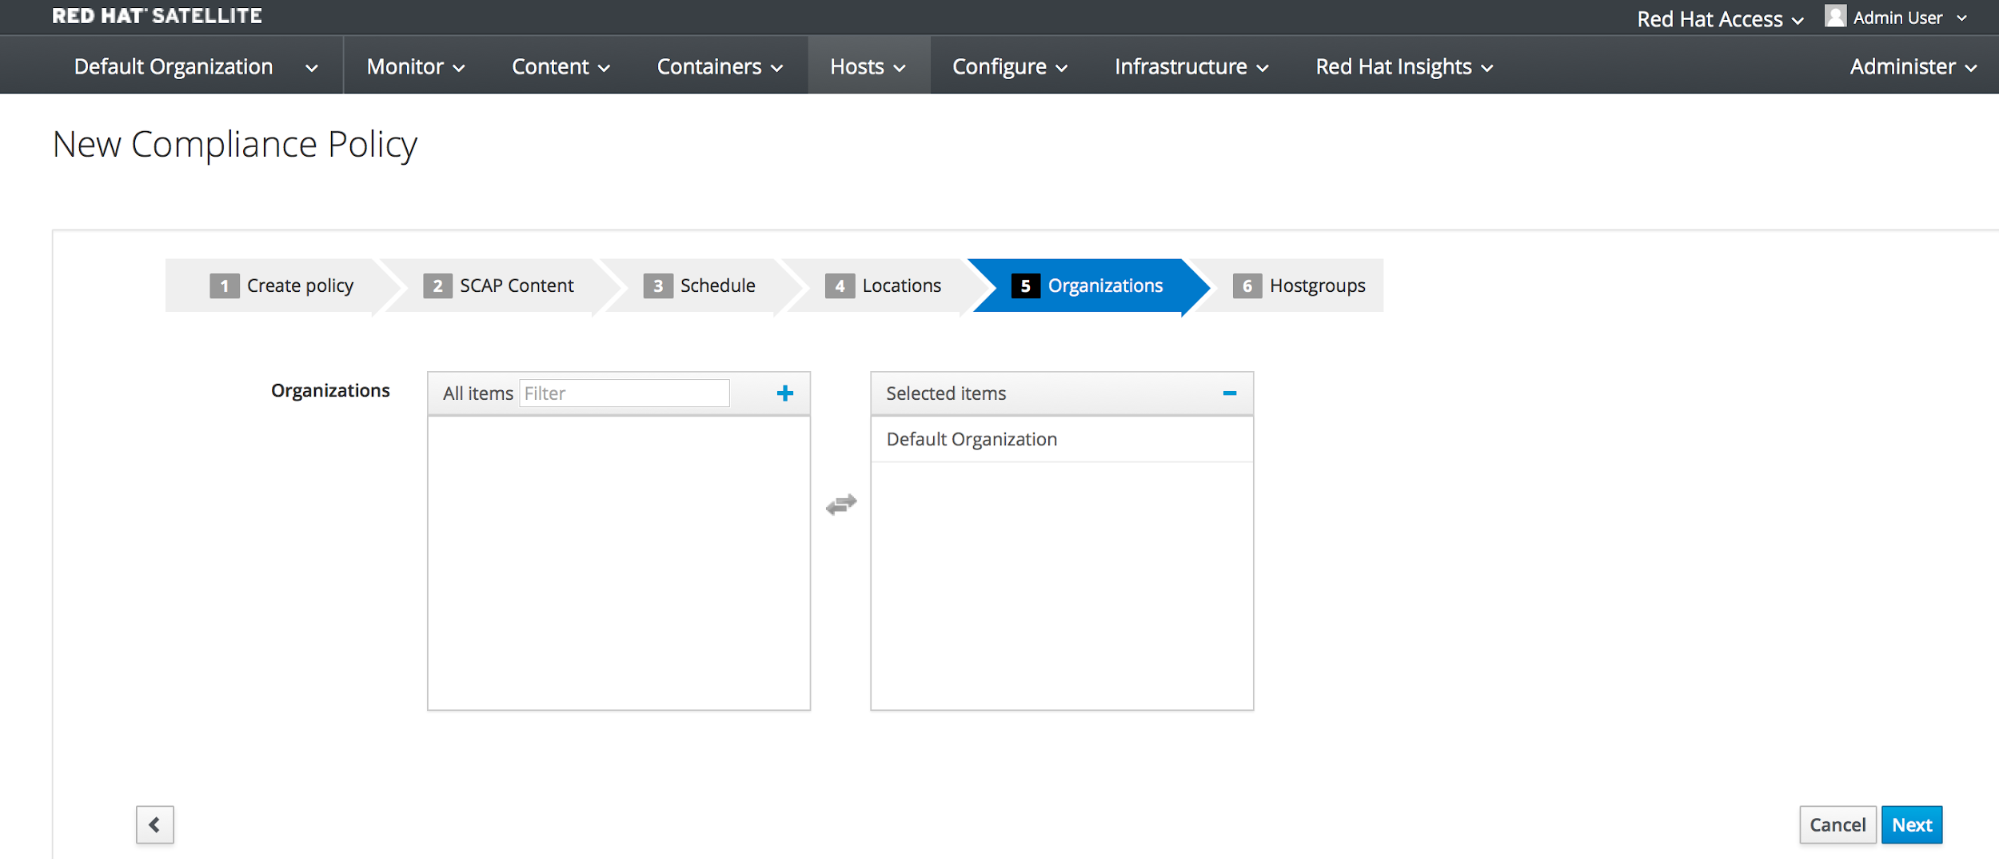 RED HAT SATELLITE
Red Hat Access
Admin User
Default Organization
Monitor
Content
Containers
Hosts
Configure
Infrastructure
Red Hat Insights
Administer
New Compliance Policy
1 Create policy
2 SCAP Content
3 Schedule
4 Locations
5 Organizations
6 Hostgroups
Organizations
All items
Filter
Selected items
Default Organization
Cancel
Next